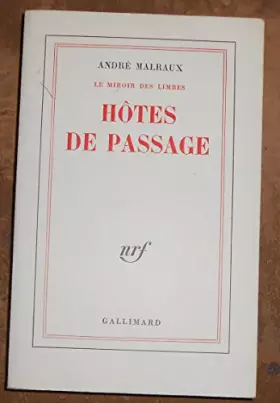 ANDRÉ MALRAUX
LE MIROIR DES LIMBES
HÔTES
DE PASSAGE
nrf
GALLIMARD